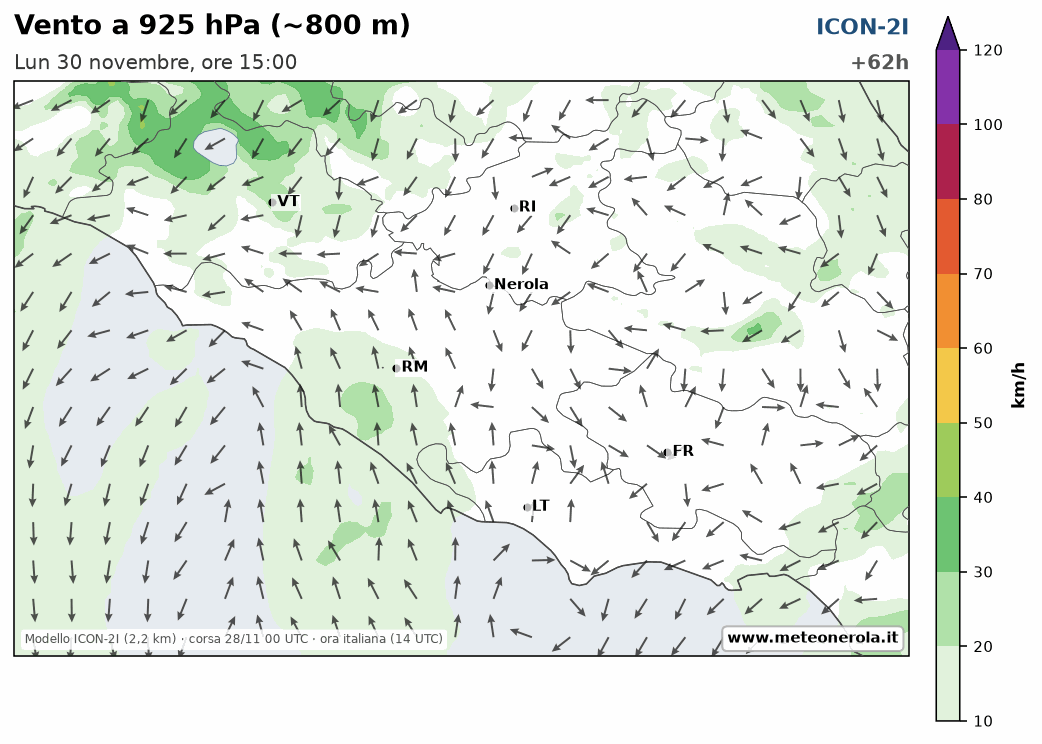 Vento a 925 hPa (~800 m)
ICON-2I
Lun 30 novembre, ore 15:00
+62h
VT
RI
Nerola
RM
FR
LT
Modello ICON-2I (2,2 km) · corsa 28/11 00 UTC · ora italiana (14 UTC)
www.meteonerola.it
120
100
80
70
60
50
40
30
20
10
km/h